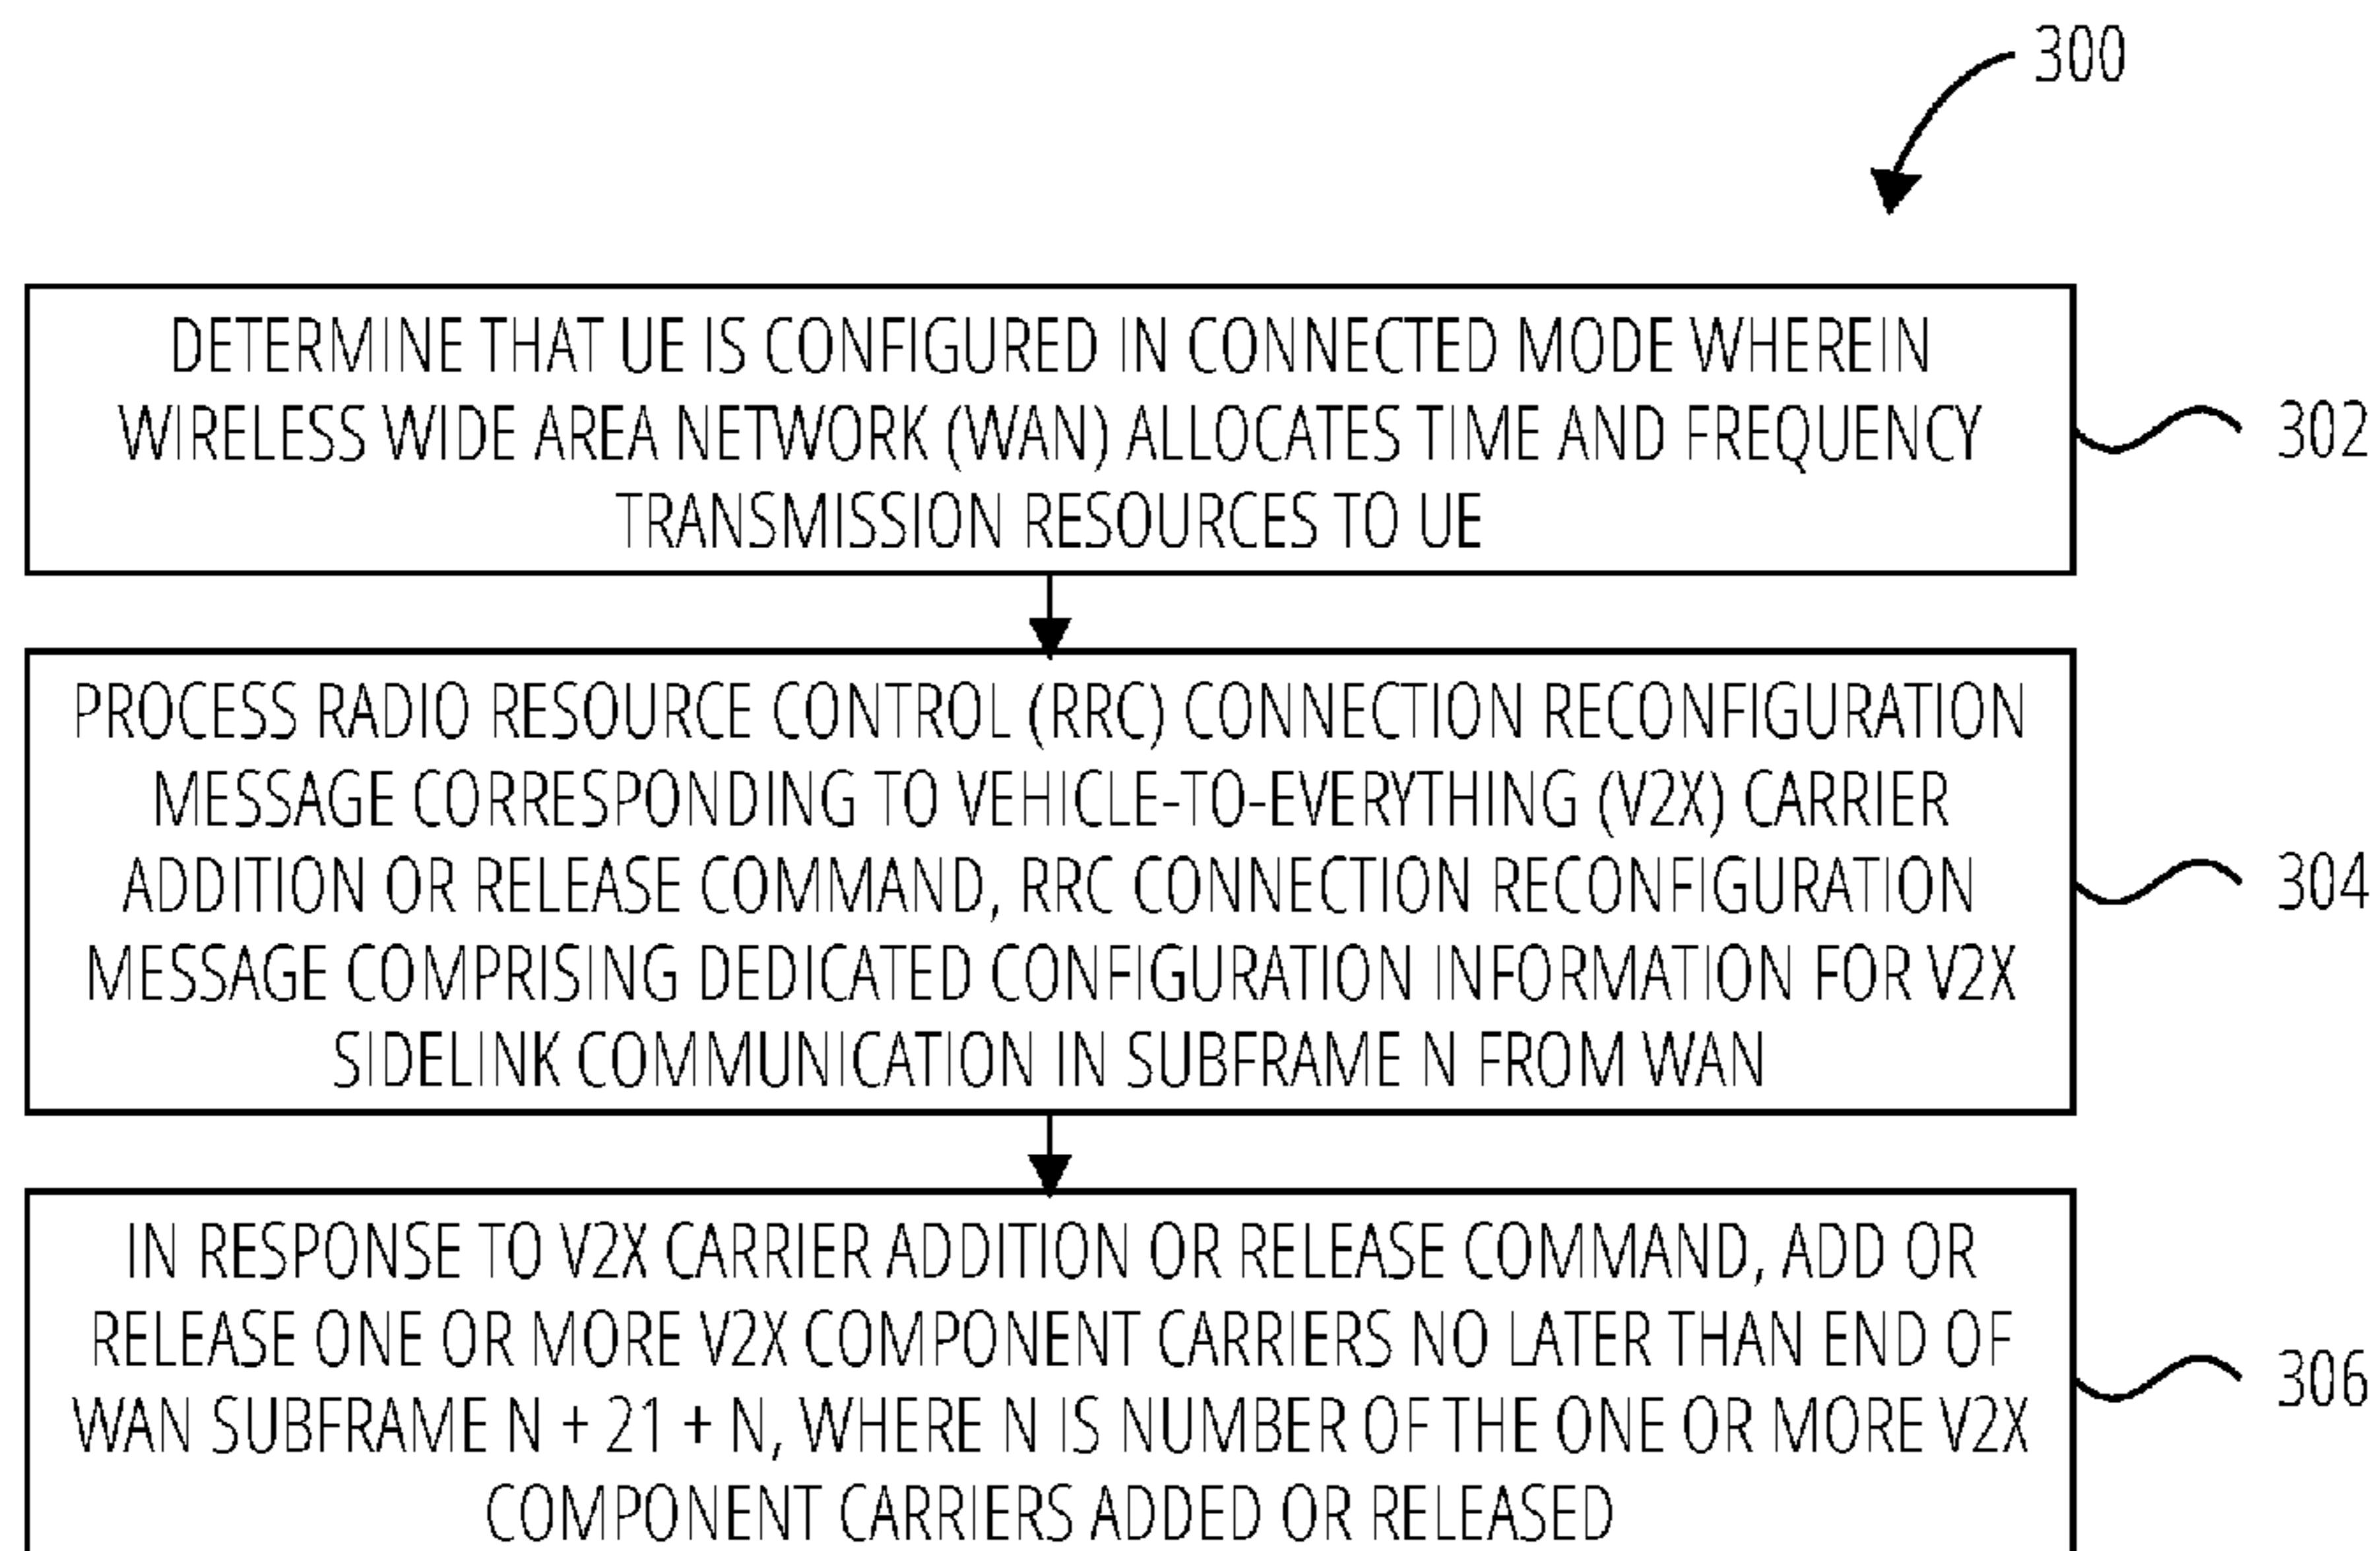 300
DETERMINE THAT UE IS CONFIGURED IN CONNECTED MODE WHEREIN
WIRELESS WIDE AREA NETWORK (WAN) ALLOCATES TIME AND FREQUENCY
TRANSMISSION RESOURCES TO UE
302
PROCESS RADIO RESOURCE CONTROL (RRC) CONNECTION RECONFIGURATION
MESSAGE CORRESPONDING TO VEHICLE-TO-EVERYTHING (V2X) CARRIER
ADDITION OR RELEASE COMMAND, RRC CONNECTION RECONFIGURATION
MESSAGE COMPRISING DEDICATED CONFIGURATION INFORMATION FOR V2X
SIDELINK COMMUNICATION IN SUBFRAME N FROM WAN
304
IN RESPONSE TO V2X CARRIER ADDITION OR RELEASE COMMAND, ADD OR
RELEASE ONE OR MORE V2X COMPONENT CARRIERS NO LATER THAN END OF
WAN SUBFRAME N + 21 + N, WHERE N IS NUMBER OF THE ONE OR MORE V2X
COMPONENT CARRIERS ADDED OR RELEASED
306